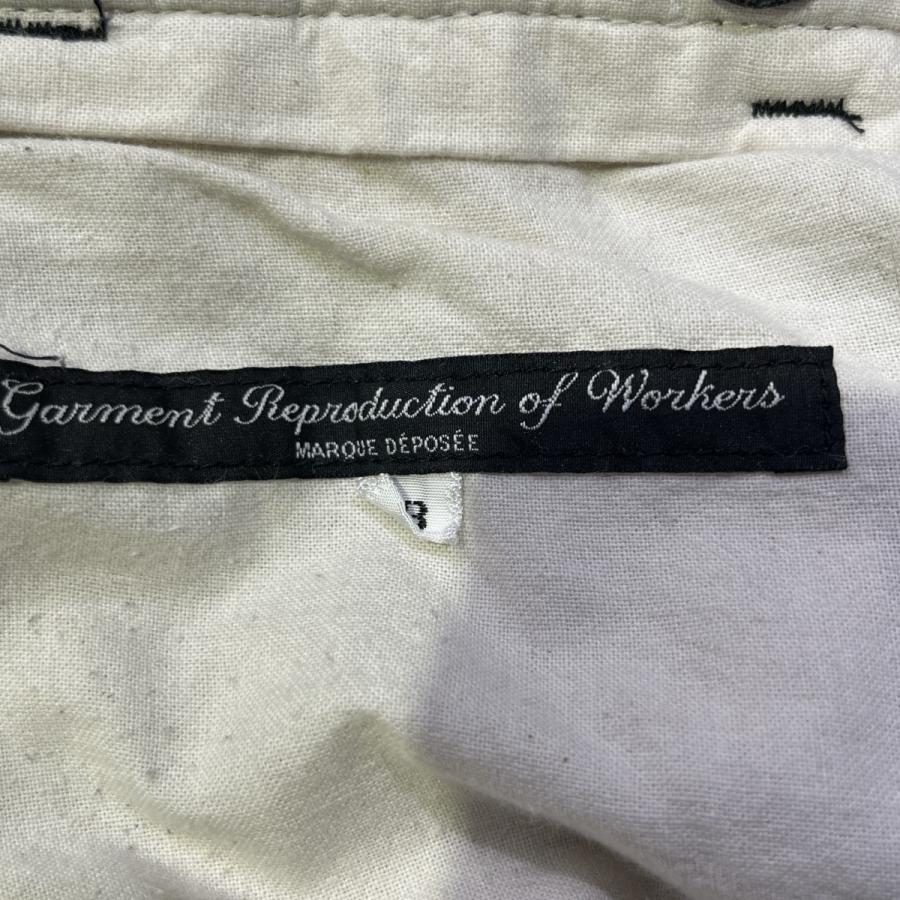 Garment Reproduction of Workers
MARQUE DÉPOSÉE